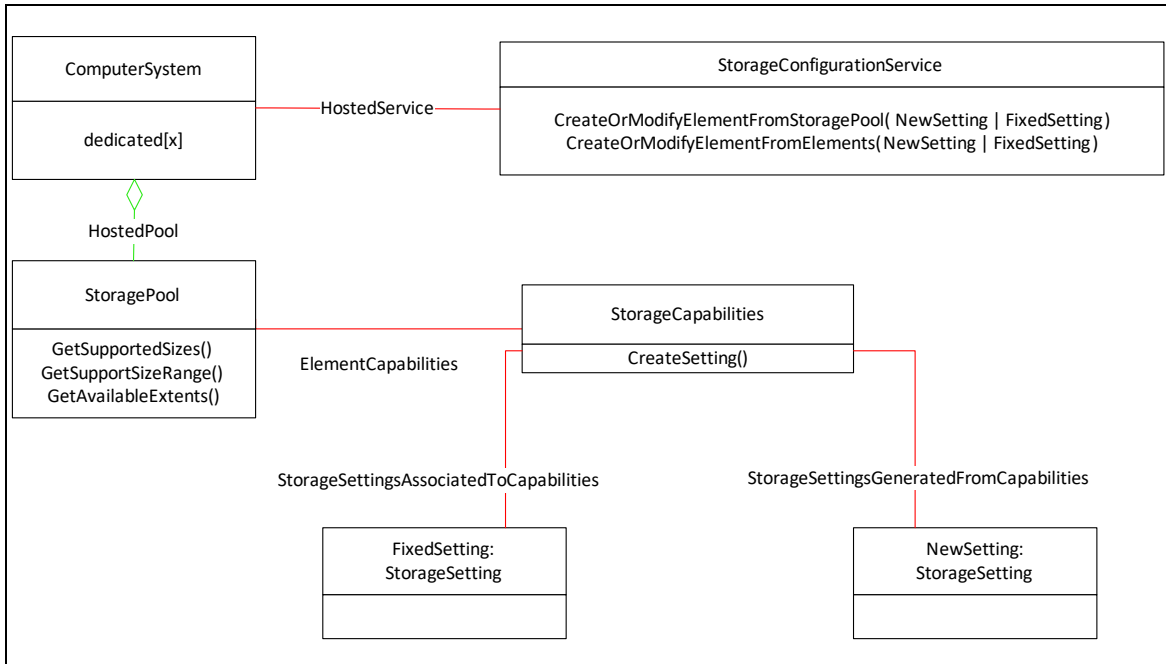 ComputerSystem
dedicated[x]
HostedService
StorageConfigurationService
CreateOrModifyElementFromStoragePool( NewSetting | FixedSetting)
CreateOrModifyElementFromElements(NewSetting | FixedSetting)
HostedPool
StoragePool
GetSupportedSizes()
GetSupportSizeRange()
GetAvailableExtents()
ElementCapabilities
StorageCapabilities
CreateSetting()
StorageSettingsAssociatedToCapabilities
StorageSettingsGeneratedFromCapabilities
FixedSetting:
StorageSetting
NewSetting:
StorageSetting